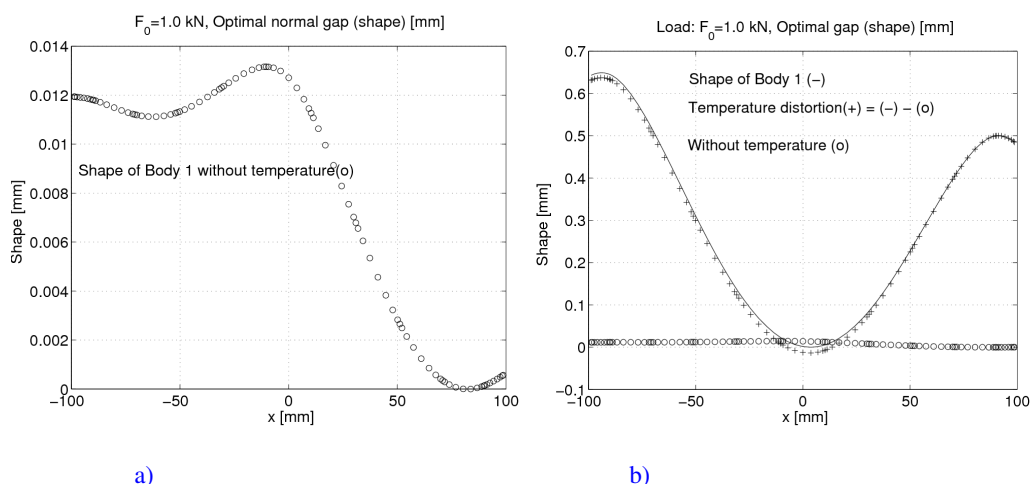 F0=1.0 kN, Optimal normal gap (shape) [mm]
0.014
0.012
0.01
0.008
0.006
0.004
0.002
0
Shape [mm]
Shape of Body 1 without temperature(o)
−100
−50
0
50
100
x [mm]
a)
Load: F0=1.0 kN, Optimal gap (shape) [mm]
0.7
0.6
0.5
0.4
0.3
0.2
0.1
0
−0.1
Shape [mm]
Shape of Body 1 (−)
Temperature distortion(+) = (−) − (o)
Without temperature (o)
−100
−50
0
50
100
x [mm]
b)